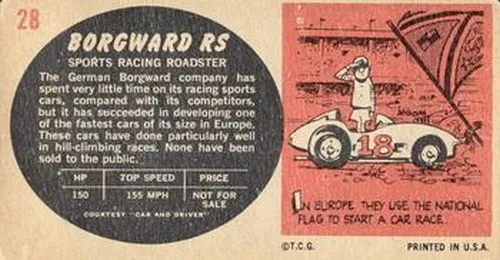 28
BORGWARD RS
SPORTS RACING ROADSTER
The German Borgward company has
spent very little time on its racing sports
cars, compared with its competitors,
but it has succeeded in developing one
of the fastest cars of its size in Europe.
These cars have done particularly well
in hill-climbing races. None have been
sold to the public.
HP TOP SPEED PRICE
150 155 MPH NOT FOR
SALE
COURTESY "CAR AND DRIVER"
18
IN EUROPE THEY USE THE NATIONAL
FLAG TO START A CAR RACE.
©T.C.G. PRINTED IN U.S.A.